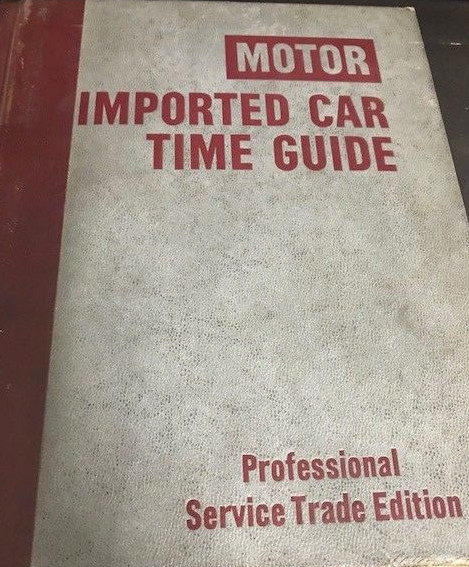 MOTOR
IMPORTED CAR
TIME GUIDE
Professional
Service Trade Edition